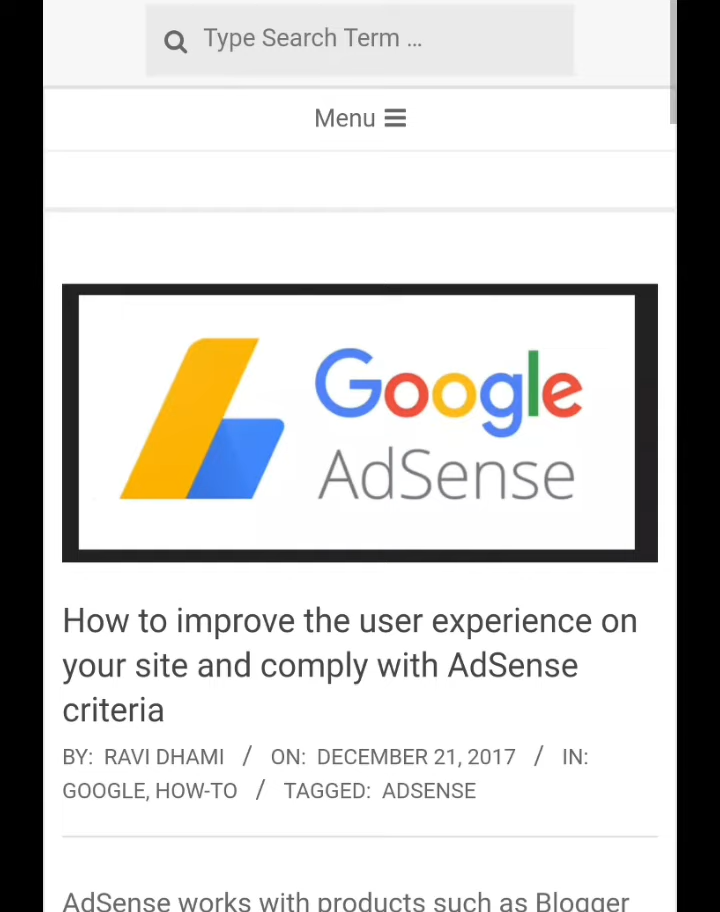 Type Search Term ...
Menu
Google
AdSense
How to improve the user experience on
your site and comply with AdSense
criteria
BY: RAVI DHAMI / ON: DECEMBER 21, 2017 / IN:
GOOGLE, HOW-TO / TAGGED: ADSENSE
AdSense works with products such as Blogger